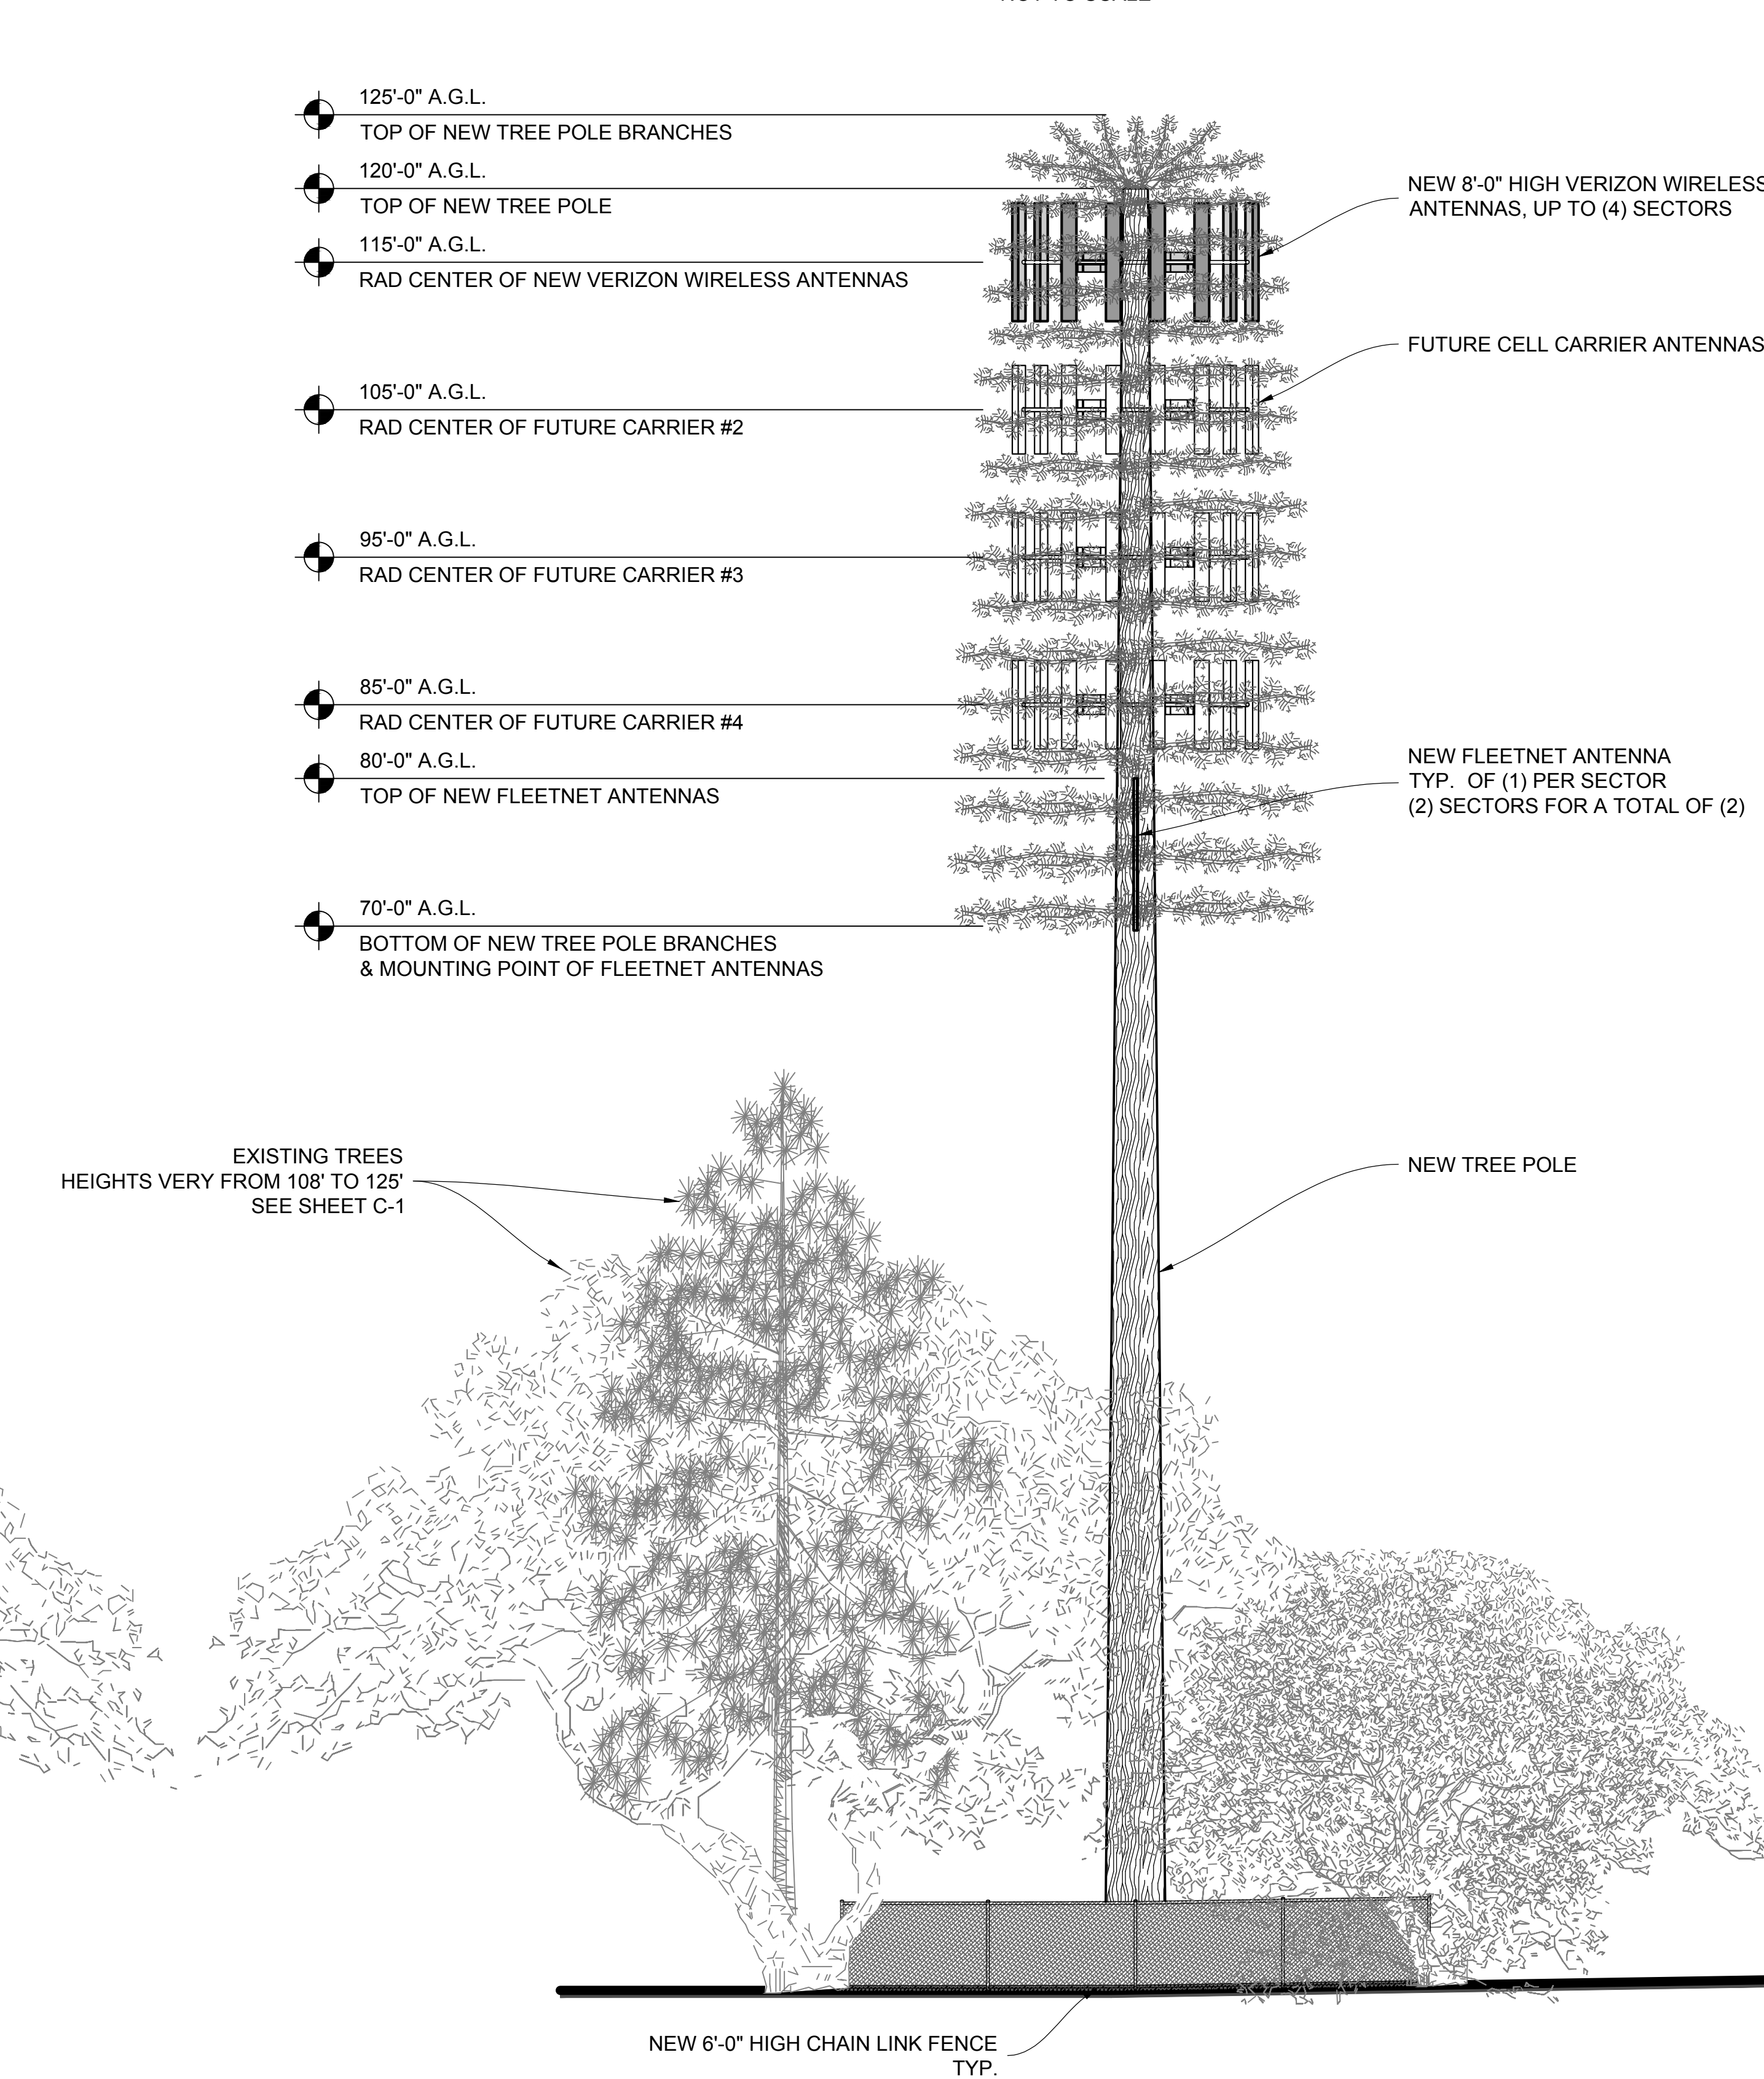 125'-0" A.G.L.
TOP OF NEW TREE POLE BRANCHES
120'-0" A.G.L.
TOP OF NEW TREE POLE
115'-0" A.G.L.
RAD CENTER OF NEW VERIZON WIRELESS ANTENNAS
NEW 8'-0" HIGH VERIZON WIRELESS
ANTENNAS, UP TO (4) SECTORS
FUTURE CELL CARRIER ANTENNAS
105'-0" A.G.L.
RAD CENTER OF FUTURE CARRIER #2
95'-0" A.G.L.
RAD CENTER OF FUTURE CARRIER #3
85'-0" A.G.L.
RAD CENTER OF FUTURE CARRIER #4
80'-0" A.G.L.
TOP OF NEW FLEETNET ANTENNAS
NEW FLEETNET ANTENNA
TYP. OF (1) PER SECTOR
(2) SECTORS FOR A TOTAL OF (2)
70'-0" A.G.L.
BOTTOM OF NEW TREE POLE BRANCHES
& MOUNTING POINT OF FLEETNET ANTENNAS
EXISTING TREES
HEIGHTS VERY FROM 108' TO 125'
SEE SHEET C-1
NEW TREE POLE
NEW 6'-0" HIGH CHAIN LINK FENCE
TYP.